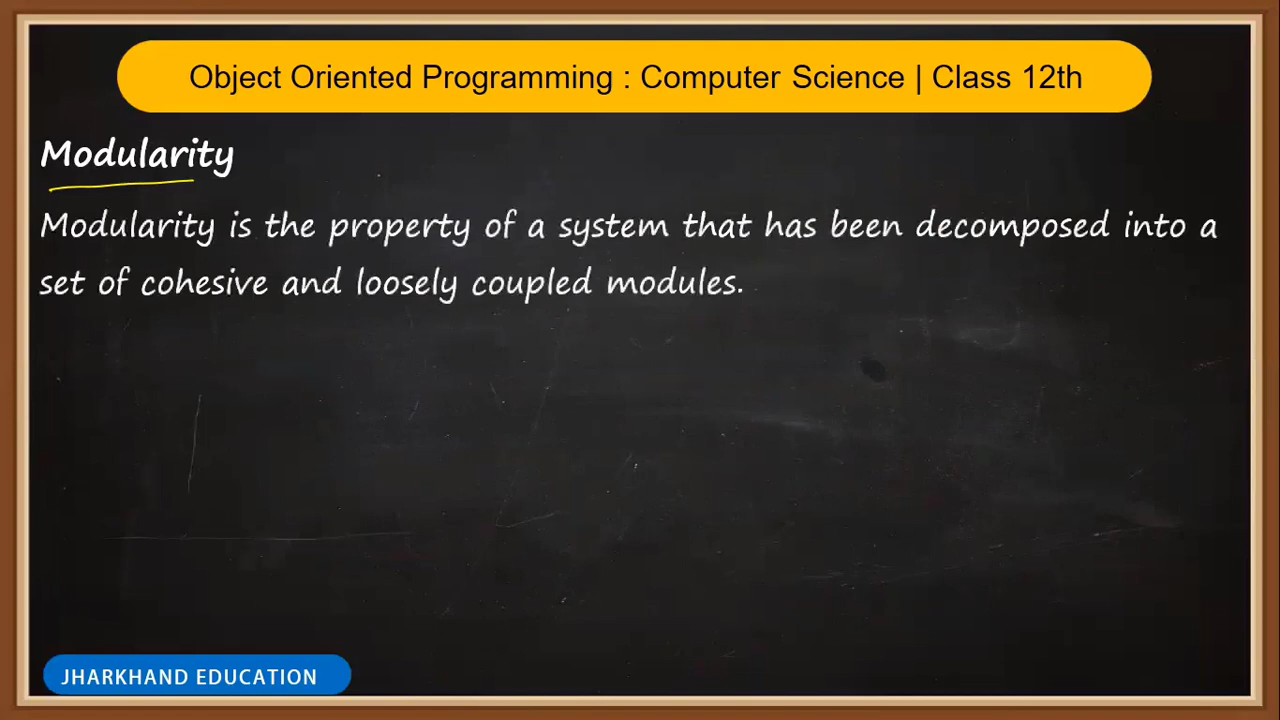 Object Oriented Programming : Computer Science | Class 12th
Modularity
Modularity is the property of a system that has been decomposed into a
set of cohesive and loosely coupled modules.
JHARKHAND EDUCATION